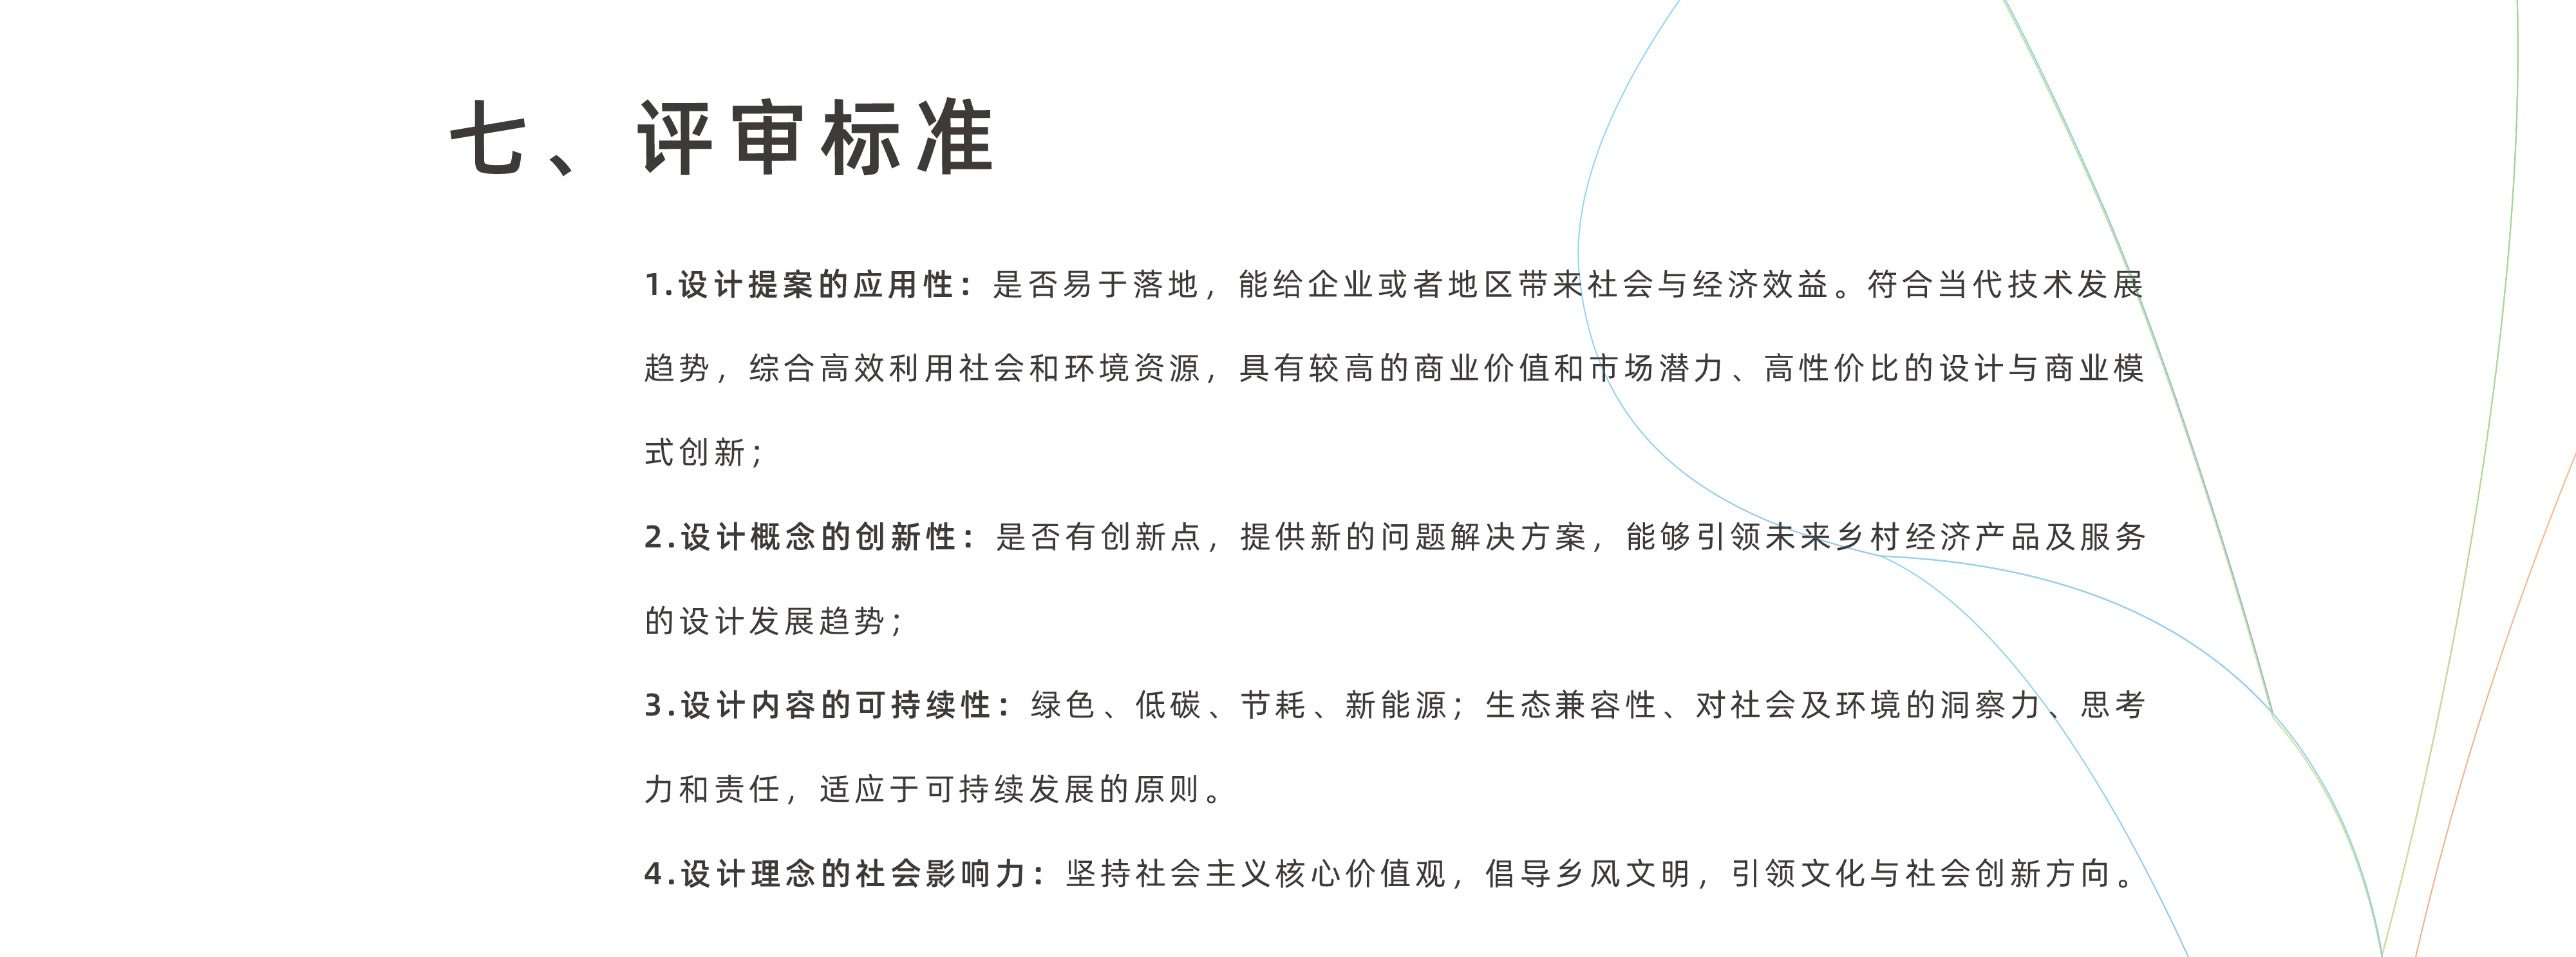 七、评审标准
1.设计提案的应用性：是否易于落地，能给企业或者地区带来社会与经济效益。符合当代技术发展
趋势，综合高效利用社会和环境资源，具有较高的商业价值和市场潜力、高性价比的设计与商业模
式创新；
2.设计概念的创新性：是否有创新点，提供新的问题解决方案，能够引领未来乡村经济产品及服务
的设计发展趋势；
3.设计内容的可持续性：绿色、低碳、节耗、新能源；生态兼容性、对社会及环境的洞察力、思考
力和责任，适应于可持续发展的原则。
4.设计理念的社会影响力：坚持社会主义核心价值观，倡导乡风文明，引领文化与社会创新方向。